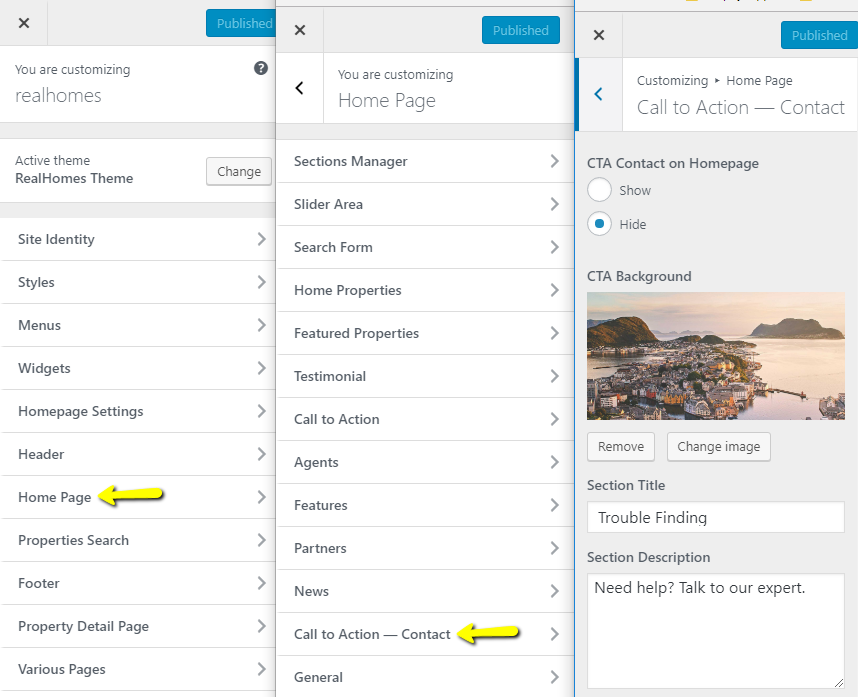 Published
You are customizing
realhomes
Active theme
RealHomes Theme
Change
Site Identity
Styles
Menus
Widgets
Homepage Settings
Header
Home Page
Properties Search
Footer
Property Detail Page
Various Pages
Published
You are customizing
Home Page
Sections Manager
Slider Area
Search Form
Home Properties
Featured Properties
Testimonial
Call to Action
Agents
Features
Partners
News
Call to Action — Contact
General
Published
Customizing ▸ Home Page
Call to Action — Contact
CTA Contact on Homepage
Show
Hide
CTA Background
Remove
Change image
Section Title
Trouble Finding
Section Description
Need help? Talk to our expert.